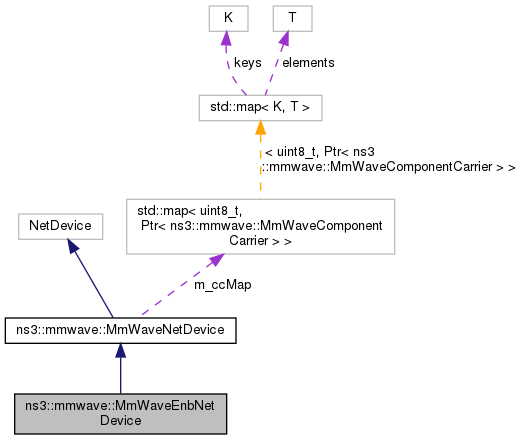 K
T
keys
elements
std::map< K, T >
< uint8_t, Ptr< ns3
::mmwave::MmWaveComponentCarrier > >
std::map< uint8_t,
Ptr< ns3::mmwave::MmWaveComponent
Carrier > >
NetDevice
m_ccMap
ns3::mmwave::MmWaveNetDevice
ns3::mmwave::MmWaveEnbNet
Device